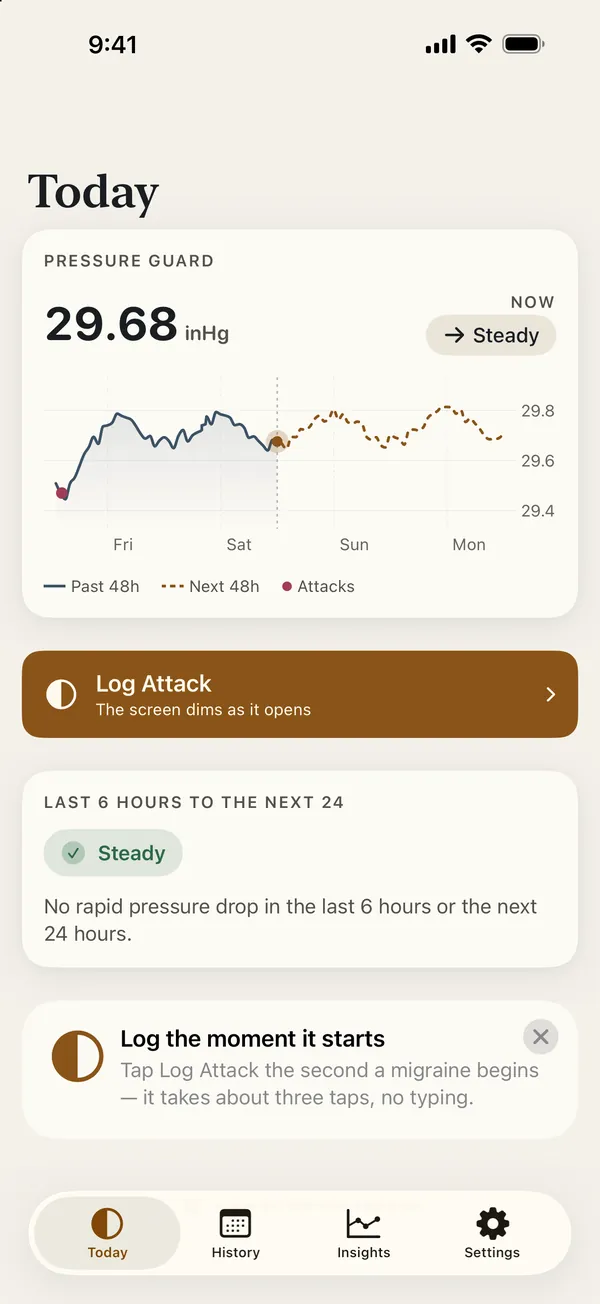 9:41
Today
PRESSURE GUARD
NOW
29.68 inHg
→ Steady
29.8
29.6
29.4
Fri Sat Sun Mon
Past 48h Next 48h Attacks
Log Attack
The screen dims as it opens
LAST 6 HOURS TO THE NEXT 24
Steady
No rapid pressure drop in the last 6 hours or the next
24 hours.
Log the moment it starts
Tap Log Attack the second a migraine begins
— it takes about three taps, no typing.
Today History Insights Settings